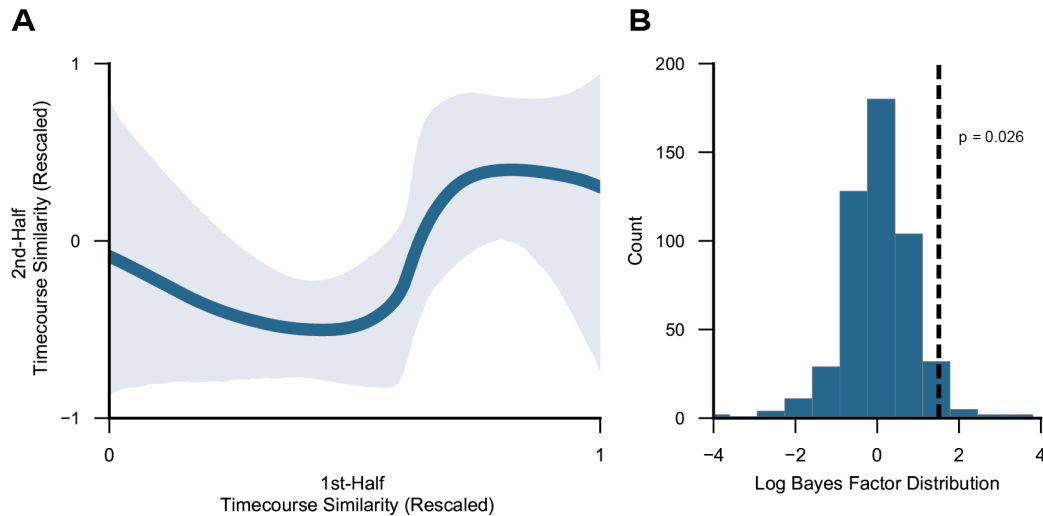 A
1
0
−1
2nd-Half
Timecourse Similarity (Rescaled)
0
1
1st-Half
Timecourse Similarity (Rescaled)
B
200
150
100
50
0
Count
p = 0.026
−4
−2
0
2
4
Log Bayes Factor Distribution